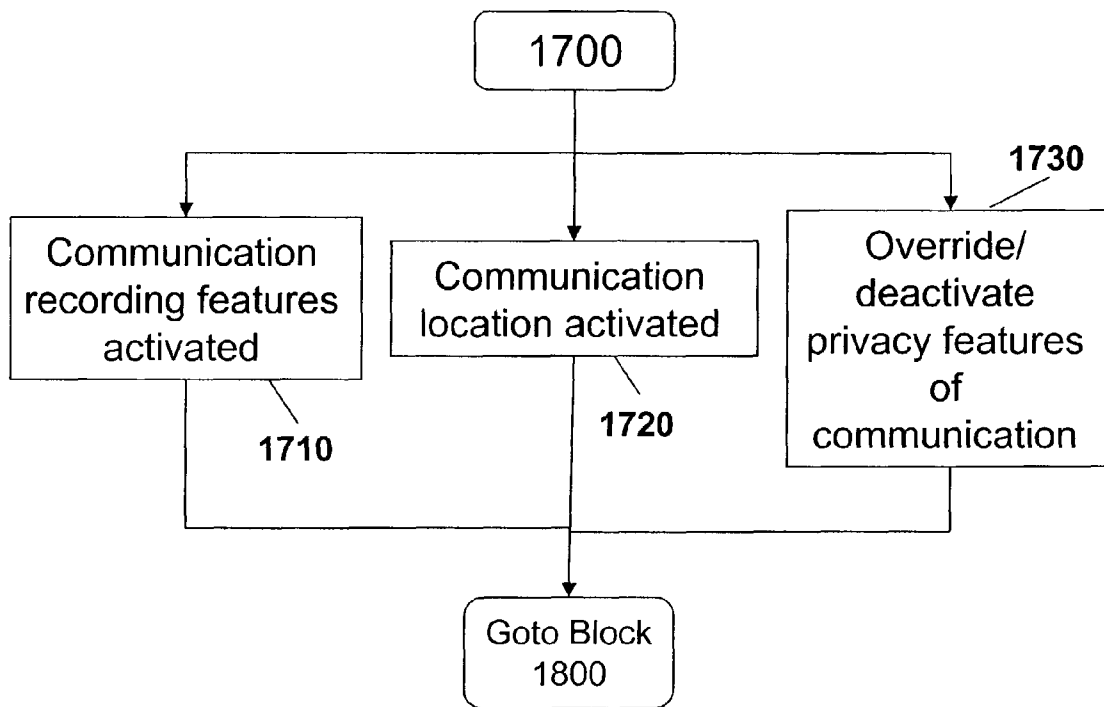 1700
1730
Communication
recording features
activated
Communication
location activated
Override/
deactivate
privacy features
of
communication
1710
1720
Goto Block
1800